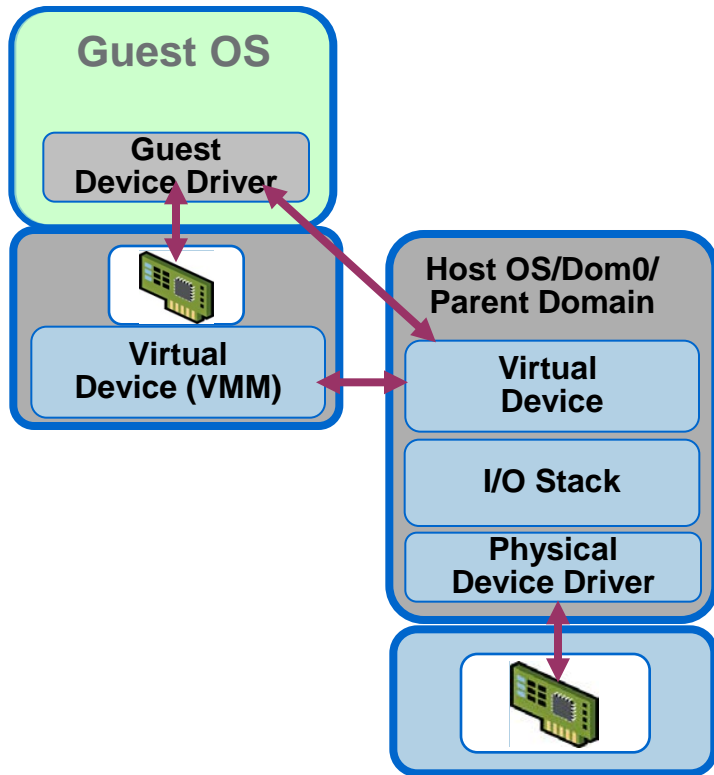 Guest OS
Guest
Device Driver
Virtual
Device (VMM)
Host OS/Dom0/
Parent Domain
Virtual
Device
I/O Stack
Physical
Device Driver